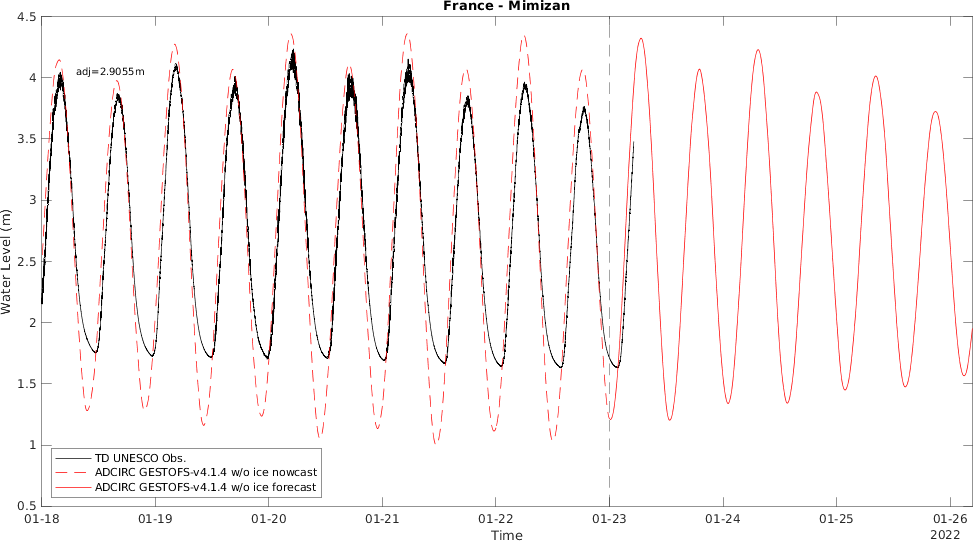 France - Mimizan
4.5
4
3.5
3
2.5
2
1.5
1
0.5
Water Level (m)
adj=2.9055m
TD UNESCO Obs.
ADCIRC GESTOFS-v4.1.4 w/o ice nowcast
ADCIRC GESTOFS-v4.1.4 w/o ice forecast
01-18 01-19 01-20 01-21 01-22 01-23 01-24 01-25 01-26
Time
2022